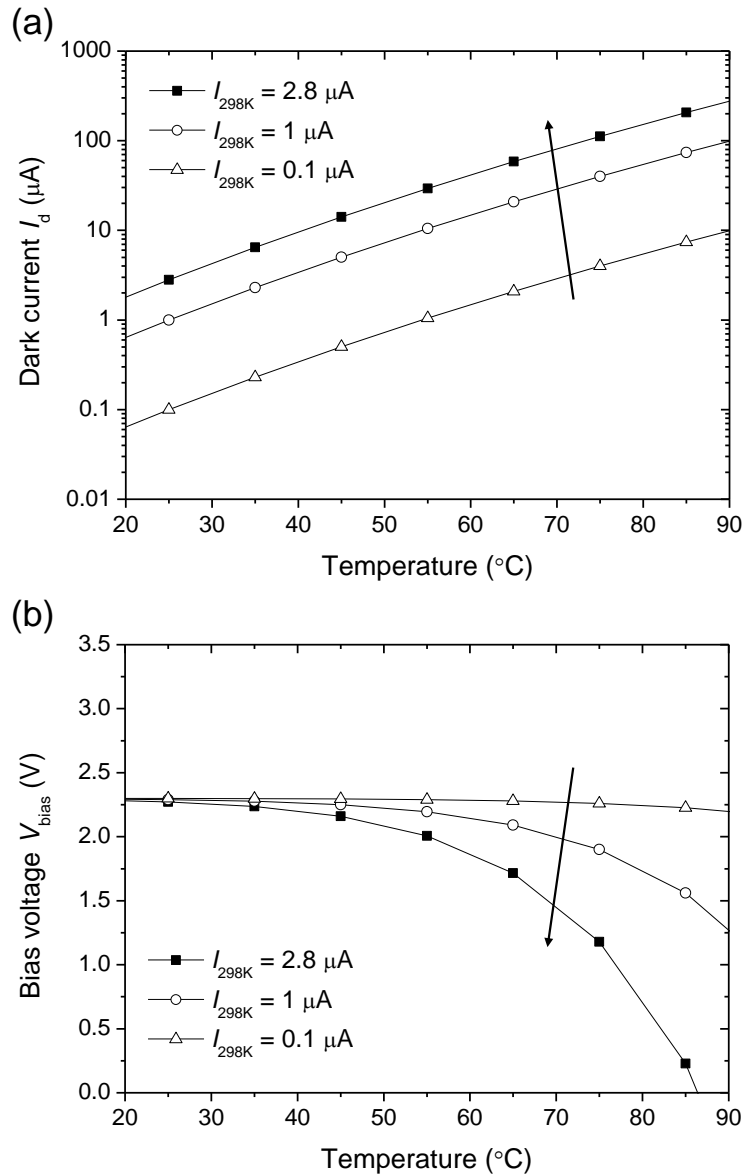 (a)
1000
100
10
1
0.1
0.01
Dark current I_d (μA)
I_298K = 2.8 μA
I_298K = 1 μA
I_298K = 0.1 μA
20 30 40 50 60 70 80 90
Temperature (°C)
(b)
3.5
3.0
2.5
2.0
1.5
1.0
0.5
0.0
Bias voltage V_bias (V)
I_298K = 2.8 μA
I_298K = 1 μA
I_298K = 0.1 μA
20 30 40 50 60 70 80 90
Temperature (°C)